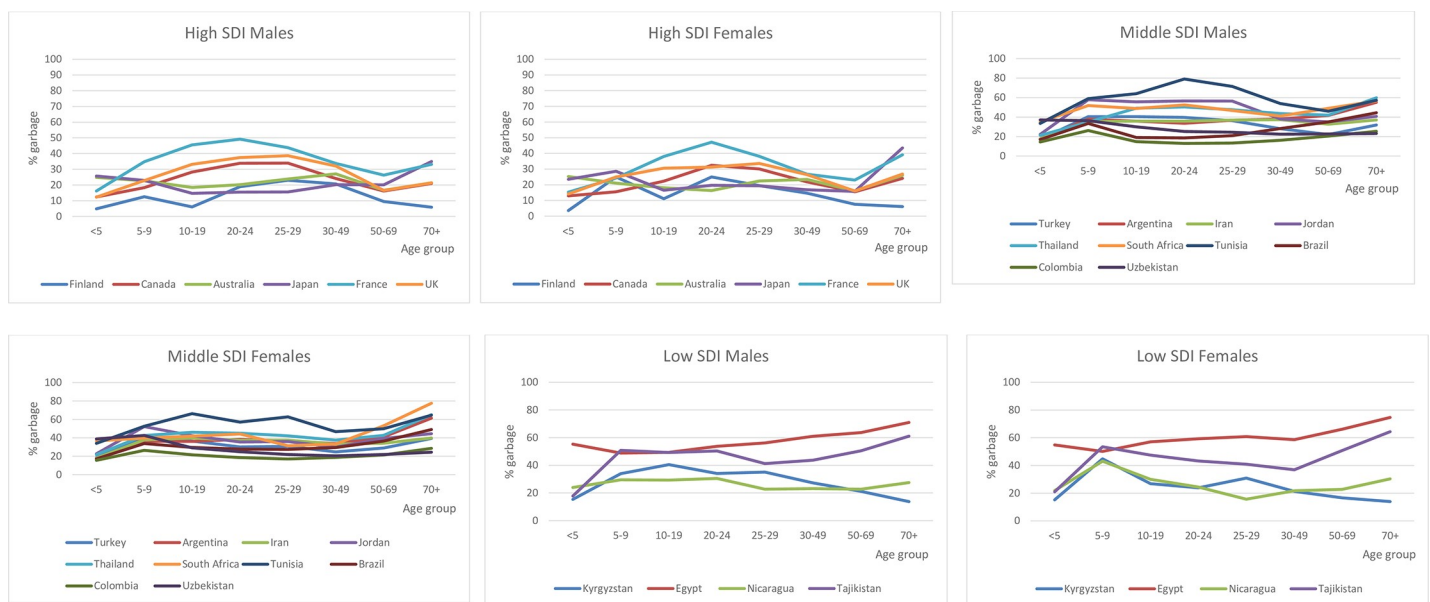 High SDI Males
100
90
80
70
60
50
40
30
20
10
0
% garbage
<5 5-9 10-19 20-24 25-29 30-49 50-69 70+
Age group
Finland Canada Australia Japan France UK
High SDI Females
100
90
80
70
60
50
40
30
20
10
0
% garbage
<5 5-9 10-19 20-24 25-29 30-49 50-69 70+
Age group
Finland Canada Australia Japan France UK
Middle SDI Males
100
80
60
40
20
0
% garbage
<5 5-9 10-19 20-24 25-29 30-49 50-69 70+
Age group
Turkey Argentina Iran Jordan
Thailand South Africa Tunisia Brazil
Colombia Uzbekistan
Middle SDI Females
100
80
60
40
20
0
% garbage
<5 5-9 10-19 20-24 25-29 30-49 50-69 70+
Age group
Turkey Argentina Iran Jordan
Thailand South Africa Tunisia Brazil
Colombia Uzbekistan
Low SDI Males
100
80
60
40
20
0
% garbage
<5 5-9 10-19 20-24 25-29 30-49 50-69 70+
Age group
Kyrgyzstan Egypt Nicaragua Tajikistan
Low SDI Females
100
80
60
40
20
0
% garbage
<5 5-9 10-19 20-24 25-29 30-49 50-69 70+
Age group
Kyrgyzstan Egypt Nicaragua Tajikistan